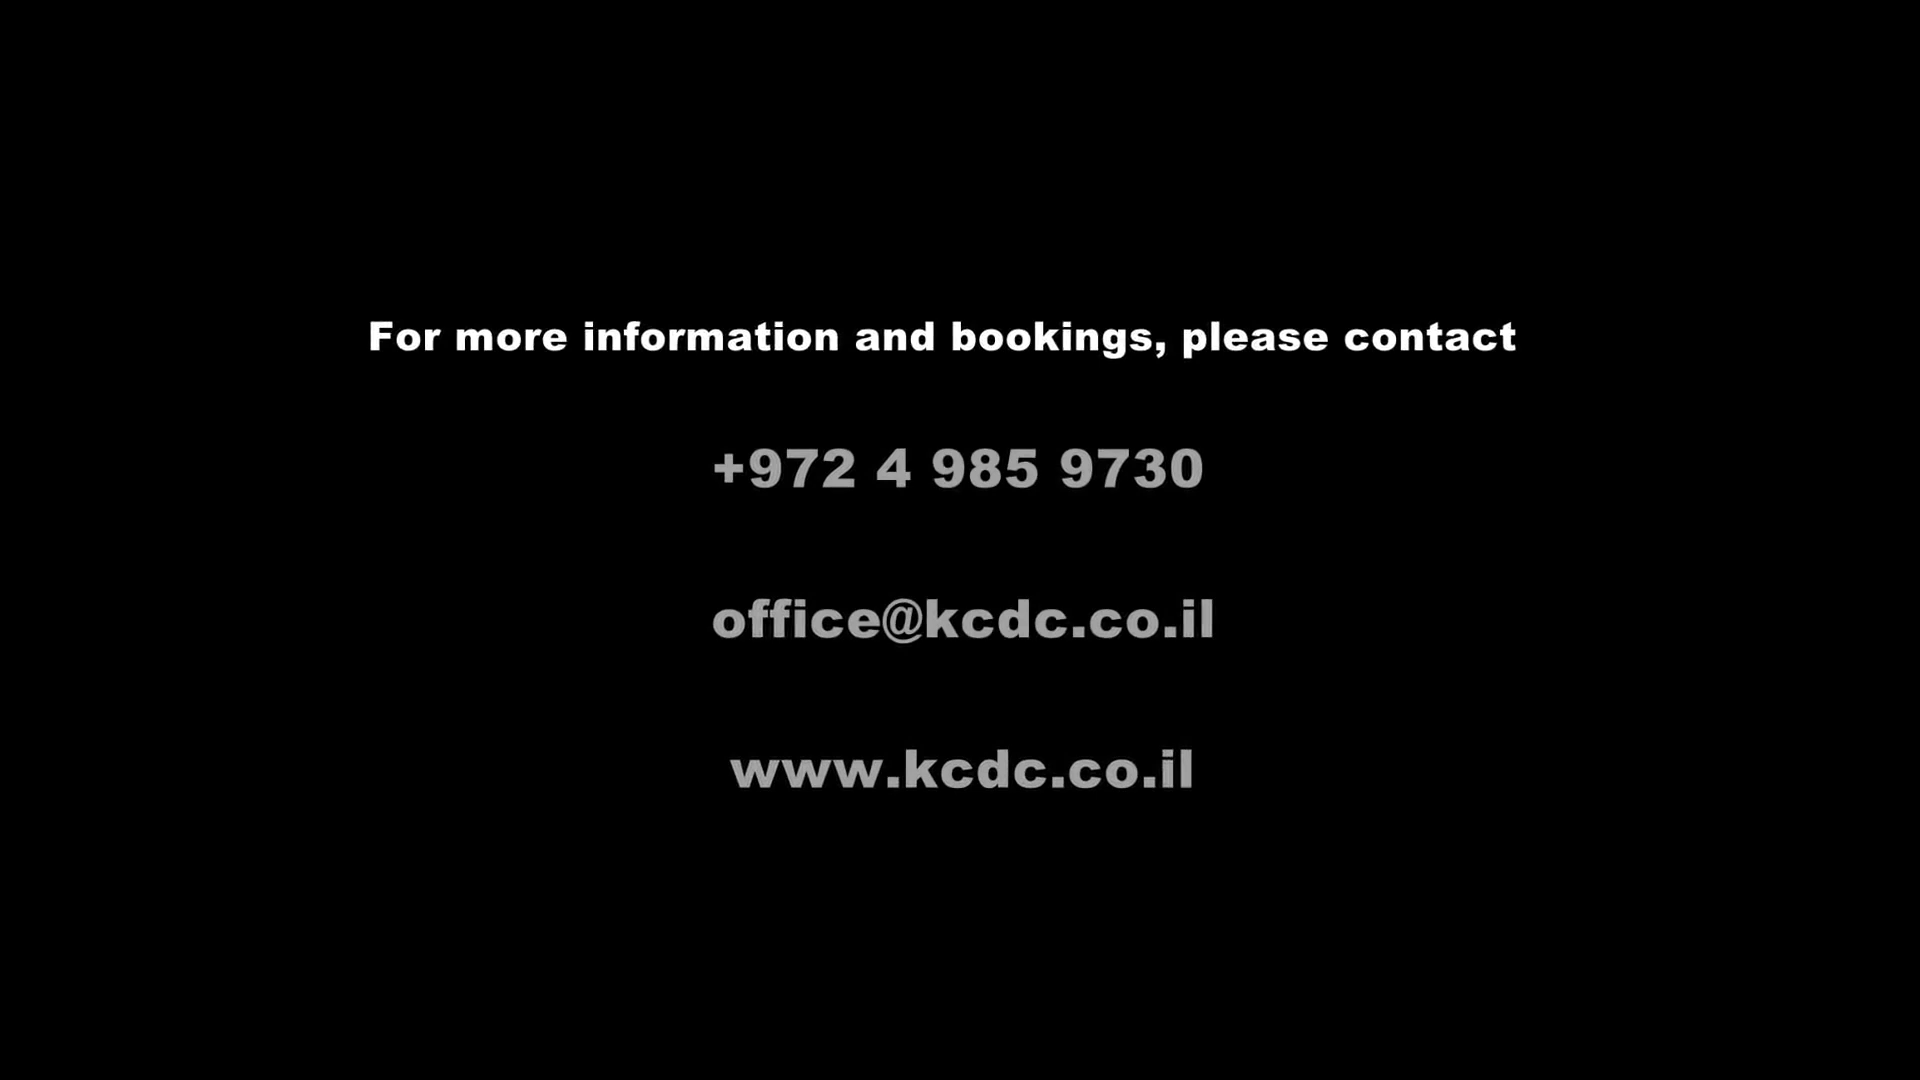 For more information and bookings, please contact
+972 4 985 9730
office@kcdc.co.il
www.kcdc.co.il